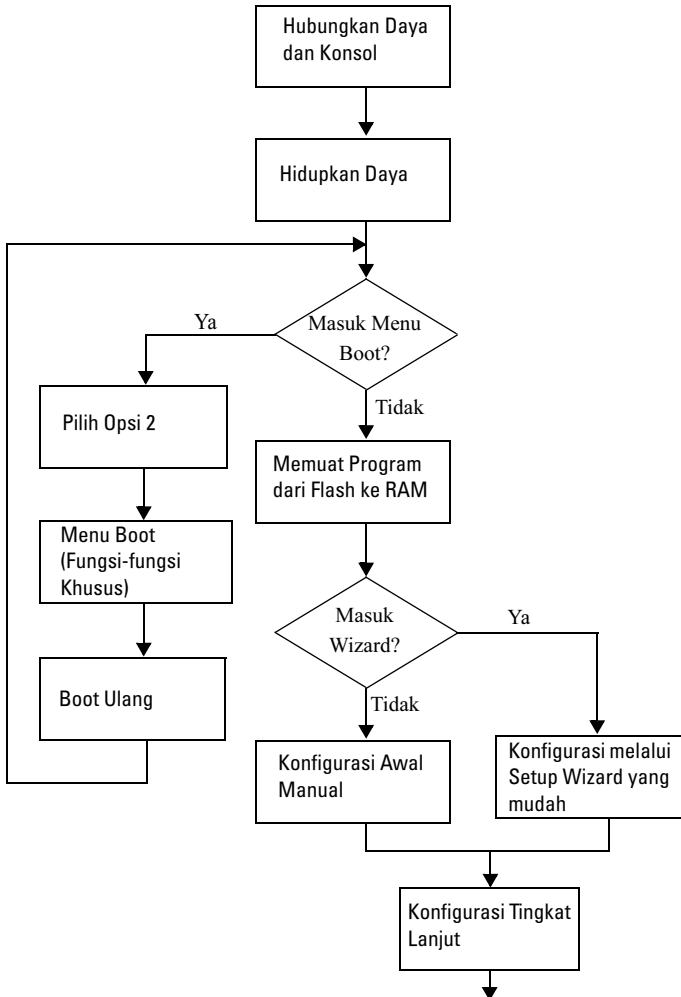 Hubungkan Daya
dan Konsol
Hidupkan Daya
Masuk Menu
Boot?
Ya
Tidak
Pilih Opsi 2
Menu Boot
(Fungsi-fungsi
Khusus)
Boot Ulang
Memuat Program
dari Flash ke RAM
Masuk
Wizard?
Ya
Tidak
Konfigurasi Awal
Manual
Konfigurasi melalui
Setup Wizard yang
mudah
Konfigurasi Tingkat
Lanjut